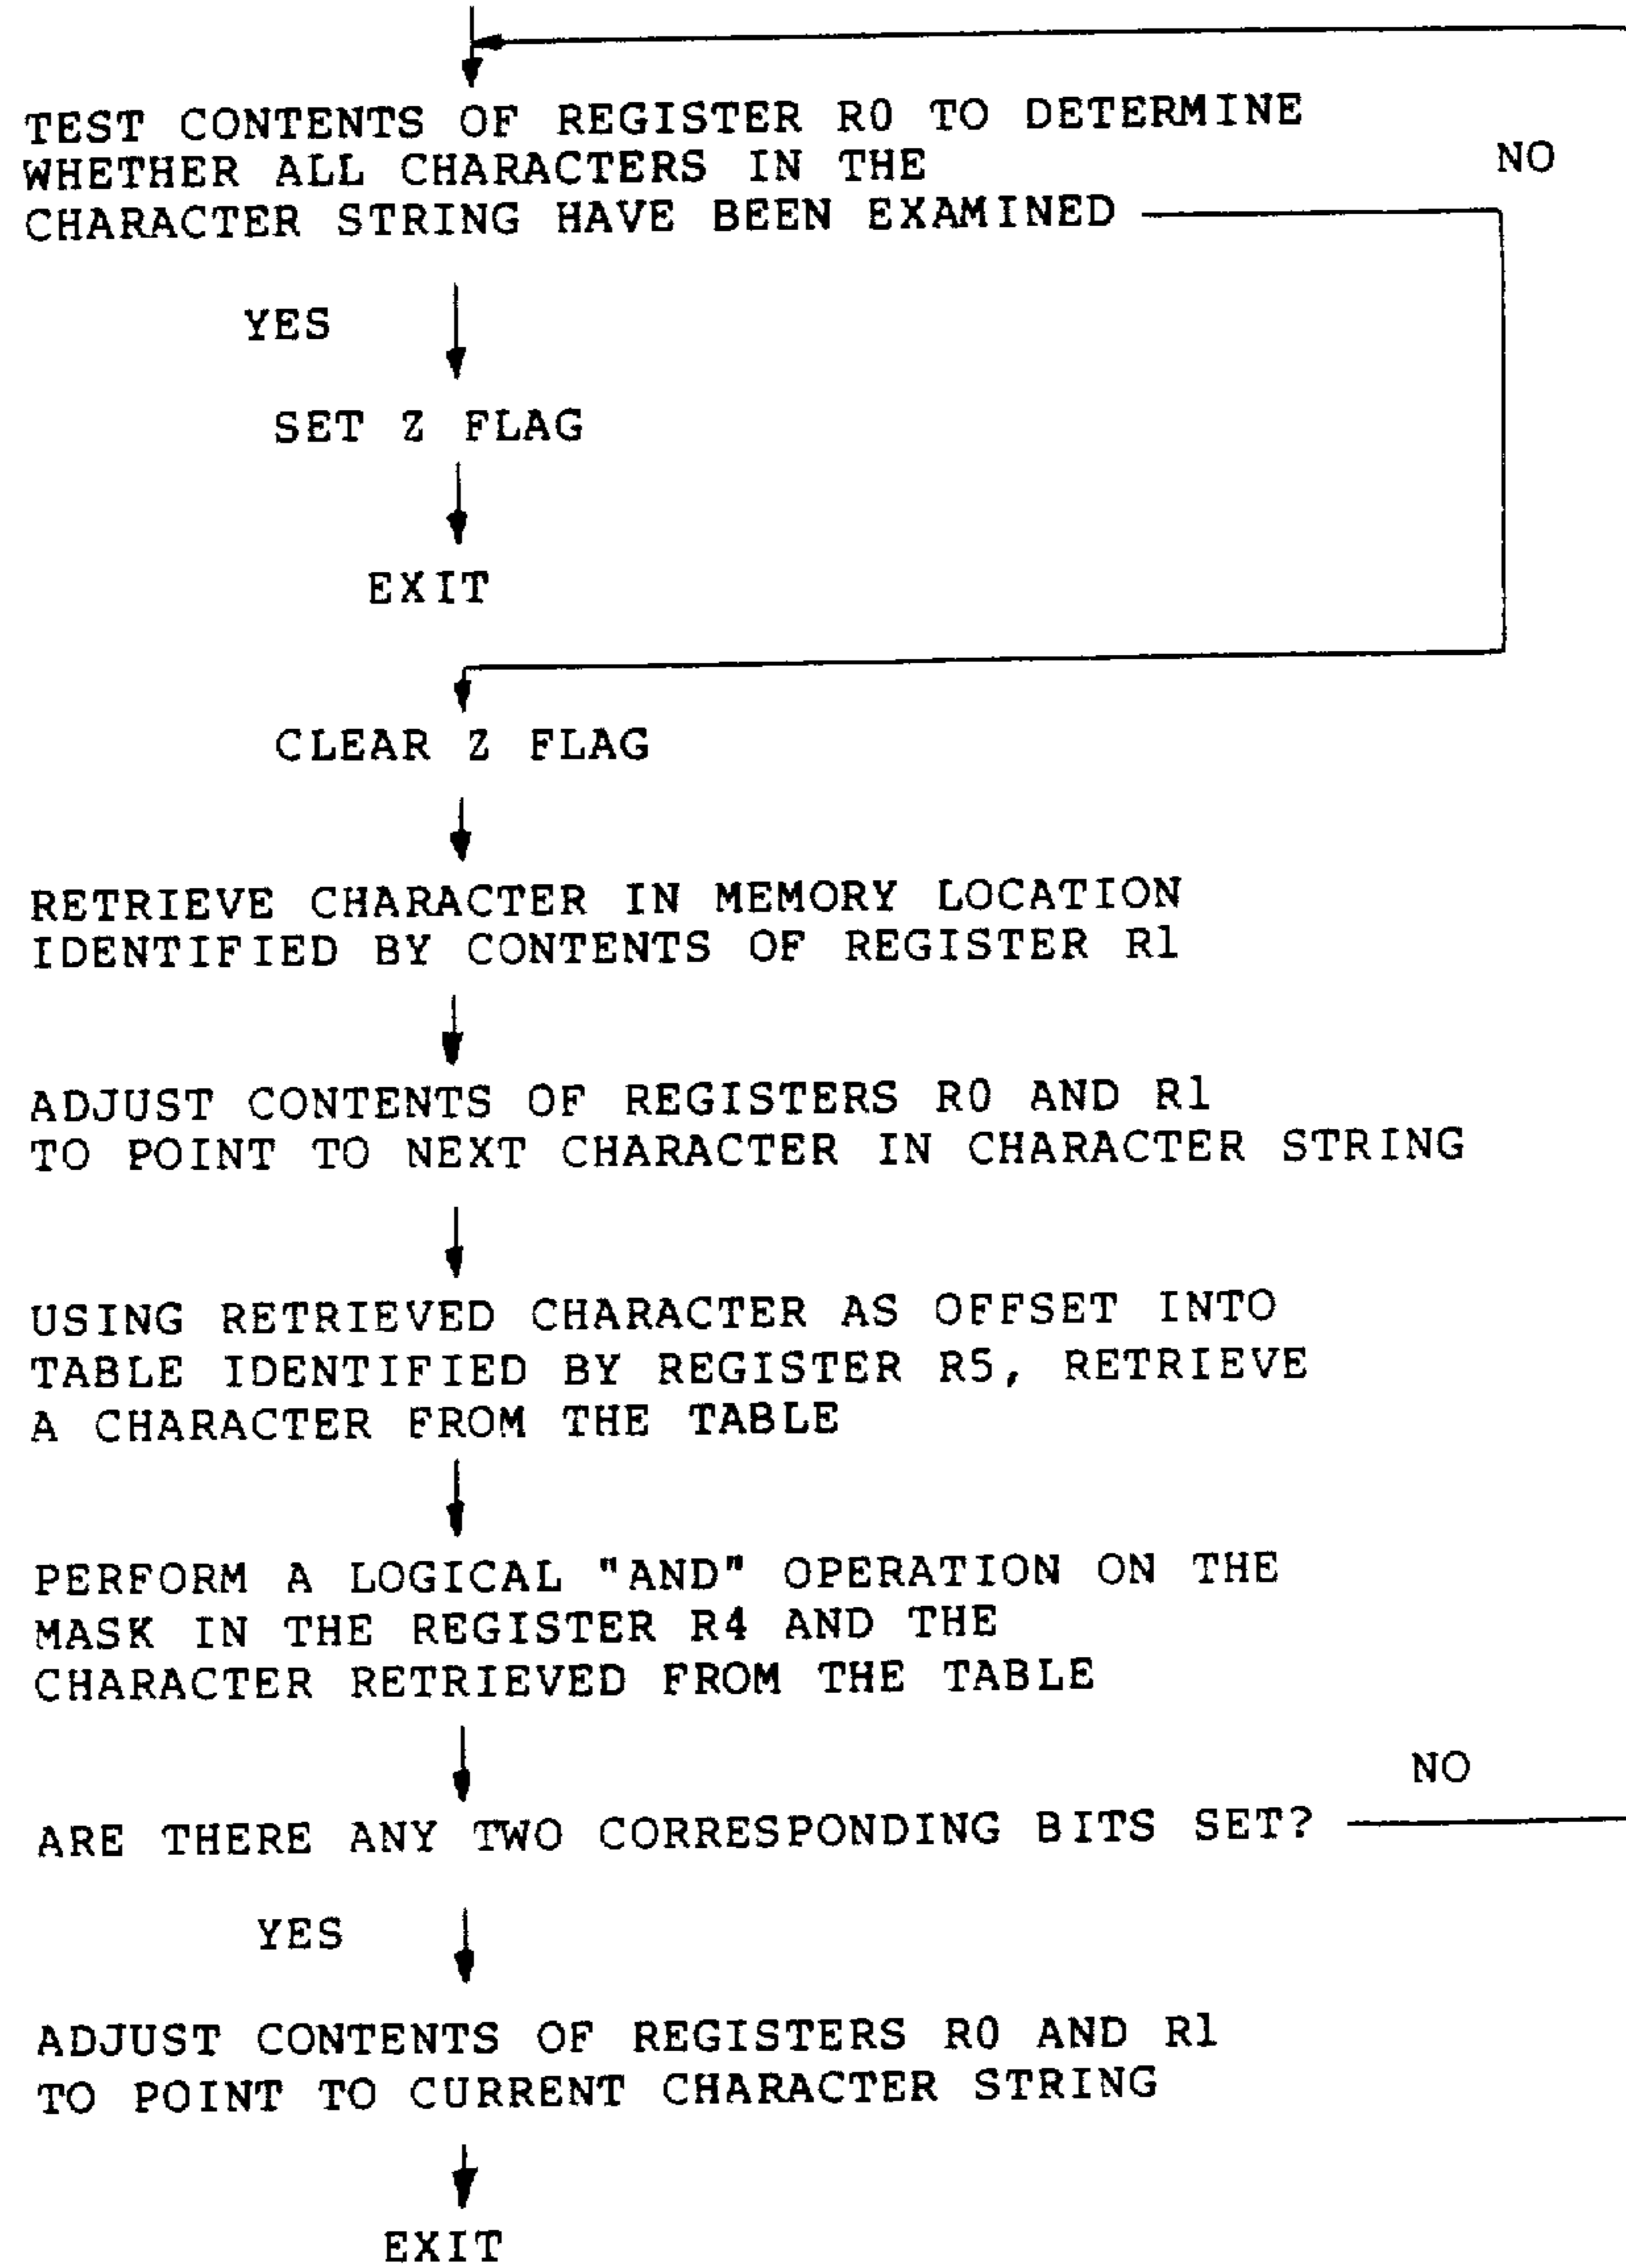 TEST CONTENTS OF REGISTER R0 TO DETERMINE
WHETHER ALL CHARACTERS IN THE
CHARACTER STRING HAVE BEEN EXAMINED
NO
YES
SET Z FLAG
EXIT
CLEAR Z FLAG
RETRIEVE CHARACTER IN MEMORY LOCATION
IDENTIFIED BY CONTENTS OF REGISTER R1
ADJUST CONTENTS OF REGISTERS R0 AND R1
TO POINT TO NEXT CHARACTER IN CHARACTER STRING
USING RETRIEVED CHARACTER AS OFFSET INTO
TABLE IDENTIFIED BY REGISTER R5, RETRIEVE
A CHARACTER FROM THE TABLE
PERFORM A LOGICAL "AND" OPERATION ON THE
MASK IN THE REGISTER R4 AND THE
CHARACTER RETRIEVED FROM THE TABLE
NO
ARE THERE ANY TWO CORRESPONDING BITS SET?
YES
ADJUST CONTENTS OF REGISTERS R0 AND R1
TO POINT TO CURRENT CHARACTER STRING
EXIT